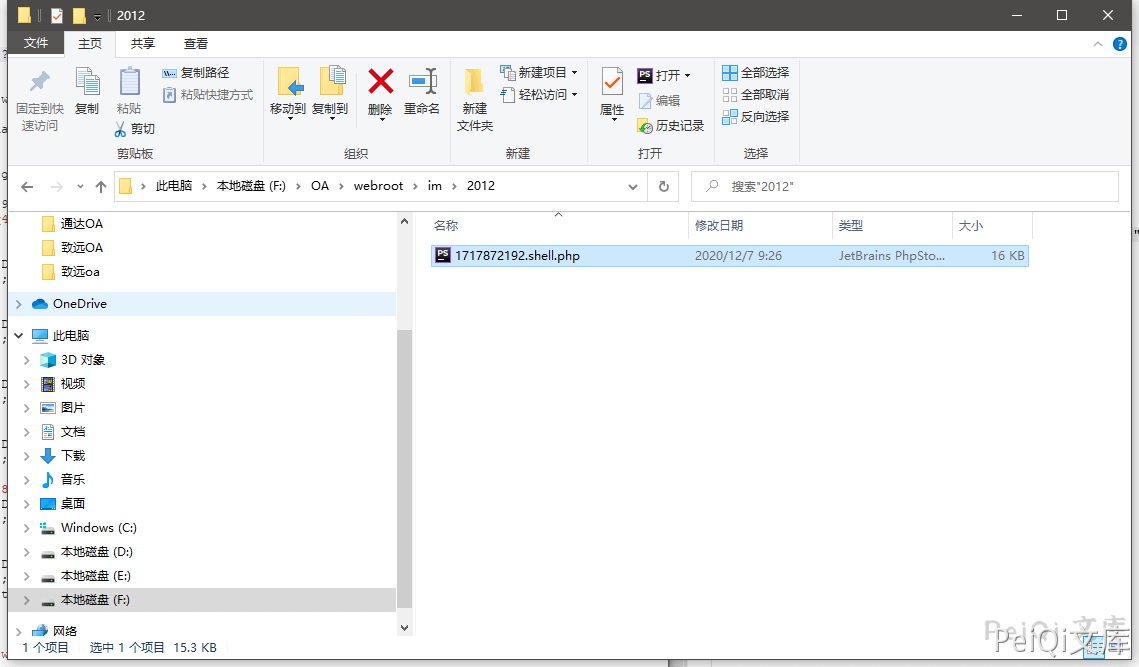 2012
文件 主页 共享 查看
固定到快
速访问
复制
粘贴
复制路径
粘贴快捷方式
剪切
剪贴板
移动到
复制到
删除
重命名
组织
新建
文件夹
新建项目
轻松访问
新建
属性
打开
编辑
历史记录
打开
全部选择
全部取消
反向选择
选择
此电脑 本地磁盘 (F:) OA webroot im 2012
搜索"2012"
通达OA
致远OA
致远oa
OneDrive
此电脑
3D 对象
视频
图片
文档
下载
音乐
桌面
Windows (C:)
本地磁盘 (D:)
本地磁盘 (E:)
本地磁盘 (F:)
网络
名称 修改日期 类型 大小
1717872192.shell.php 2020/12/7 9:26 JetBrains PhpSto... 16 KB
1 个项目 选中 1 个项目 15.3 KB
PeiQi文库
PeiQi文库